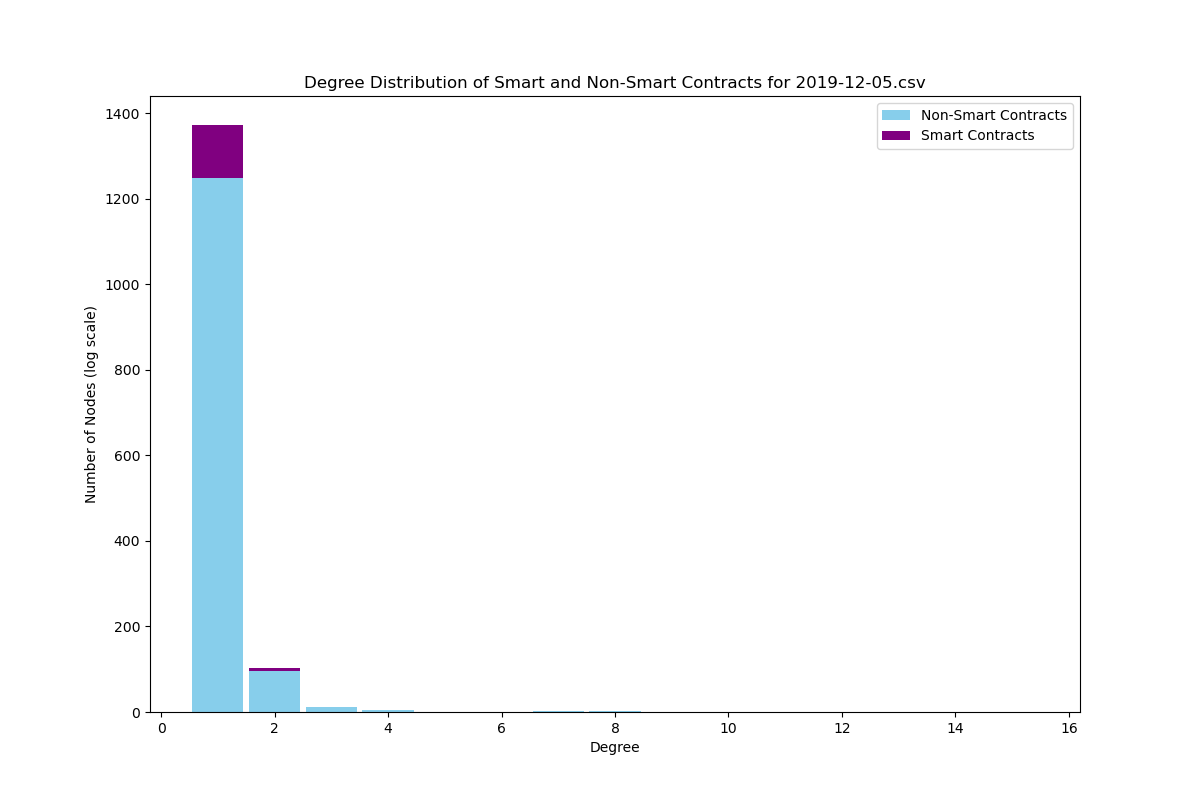 Degree Distribution of Smart and Non-Smart Contracts for 2019-12-05.csv
Non-Smart Contracts
Smart Contracts
1400
1200
1000
800
600
400
200
0
Number of Nodes (log scale)
0 2 4 6 8 10 12 14 16
Degree